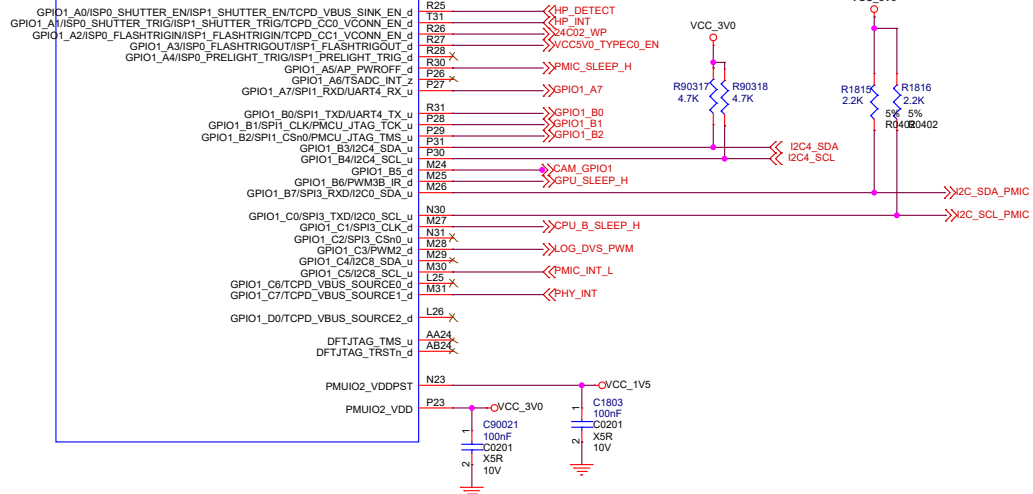 GPIO1_A0/ISP0_SHUTTER_EN/ISP1_SHUTTER_EN/TCPD_VBUS_SINK_EN_d R25 HP_DETECT
GPIO1_A1/ISP0_SHUTTER_TRIG/ISP1_SHUTTER_TRIG/TCPD_CC0_VCONN_EN_d T31 HP_INT
GPIO1_A2/ISP0_FLASHTRIGIN/ISP1_FLASHTRIGIN/TCPD_CC1_VCONN_EN_d R26 24C02_WP
GPIO1_A3/ISP0_FLASHTRIGOUT/ISP1_FLASHTRIGOUT_d R27 VCC5V0_TYPEC0_EN
GPIO1_A4/ISP0_PRELIGHT_TRIG/ISP1_PRELIGHT_TRIG_d R28
GPIO1_A5/AP_PWROFF_d R30 PMIC_SLEEP_H
GPIO1_A6/TSADC_INT_z P26
GPIO1_A7/SPI1_RXD/UART4_RX_u P27 GPIO1_A7
VCC_3V0
R90317
4.7K
R90318
4.7K
R1815
2.2K
5%
R1816
2.2K
5%
R0402
GPIO1_B0/SPI1_TXD/UART4_TX_u R31 GPIO1_B0
GPIO1_B1/SPI1_CLK/PMCU_JTAG_TCK_u P28 GPIO1_B1
GPIO1_B2/SPI1_CSn0/PMCU_JTAG_TMS_u P29 GPIO1_B2
GPIO1_B3/I2C4_SDA_u P31 I2C4_SDA
GPIO1_B4/I2C4_SCL_u P30 I2C4_SCL
GPIO1_B5_d M24 CAM_GPIO1
GPIO1_B6/PWM3B_IR_d M25 GPU_SLEEP_H
GPIO1_B7/SPI3_RXD/I2C0_SDA_u M26 I2C_SDA_PMIC
GPIO1_C0/SPI3_TXD/I2C0_SCL_u N30 I2C_SCL_PMIC
GPIO1_C1/SPI3_CLK_d M27 CPU_B_SLEEP_H
GPIO1_C2/SPI3_CSn0_u N31
GPIO1_C3/PWM2_d M28 LOG_DVS_PWM
GPIO1_C4/I2C8_SDA_u M29
GPIO1_C5/I2C8_SCL_u M30 PMIC_INT_L
GPIO1_C6/TCPD_VBUS_SOURCE0_d L25
GPIO1_C7/TCPD_VBUS_SOURCE1_d M31 PHY_INT
GPIO1_D0/TCPD_VBUS_SOURCE2_d L26
DFTJTAG_TMS_u AA24
DFTJTAG_TRSTn_d AB24
PMUIO2_VDDPST N23 VCC_1V5
PMUIO2_VDD P23 VCC_3V0
1
2
C90021
100nF
C0201
X5R
10V
1
2
C1803
100nF
C0201
X5R
10V